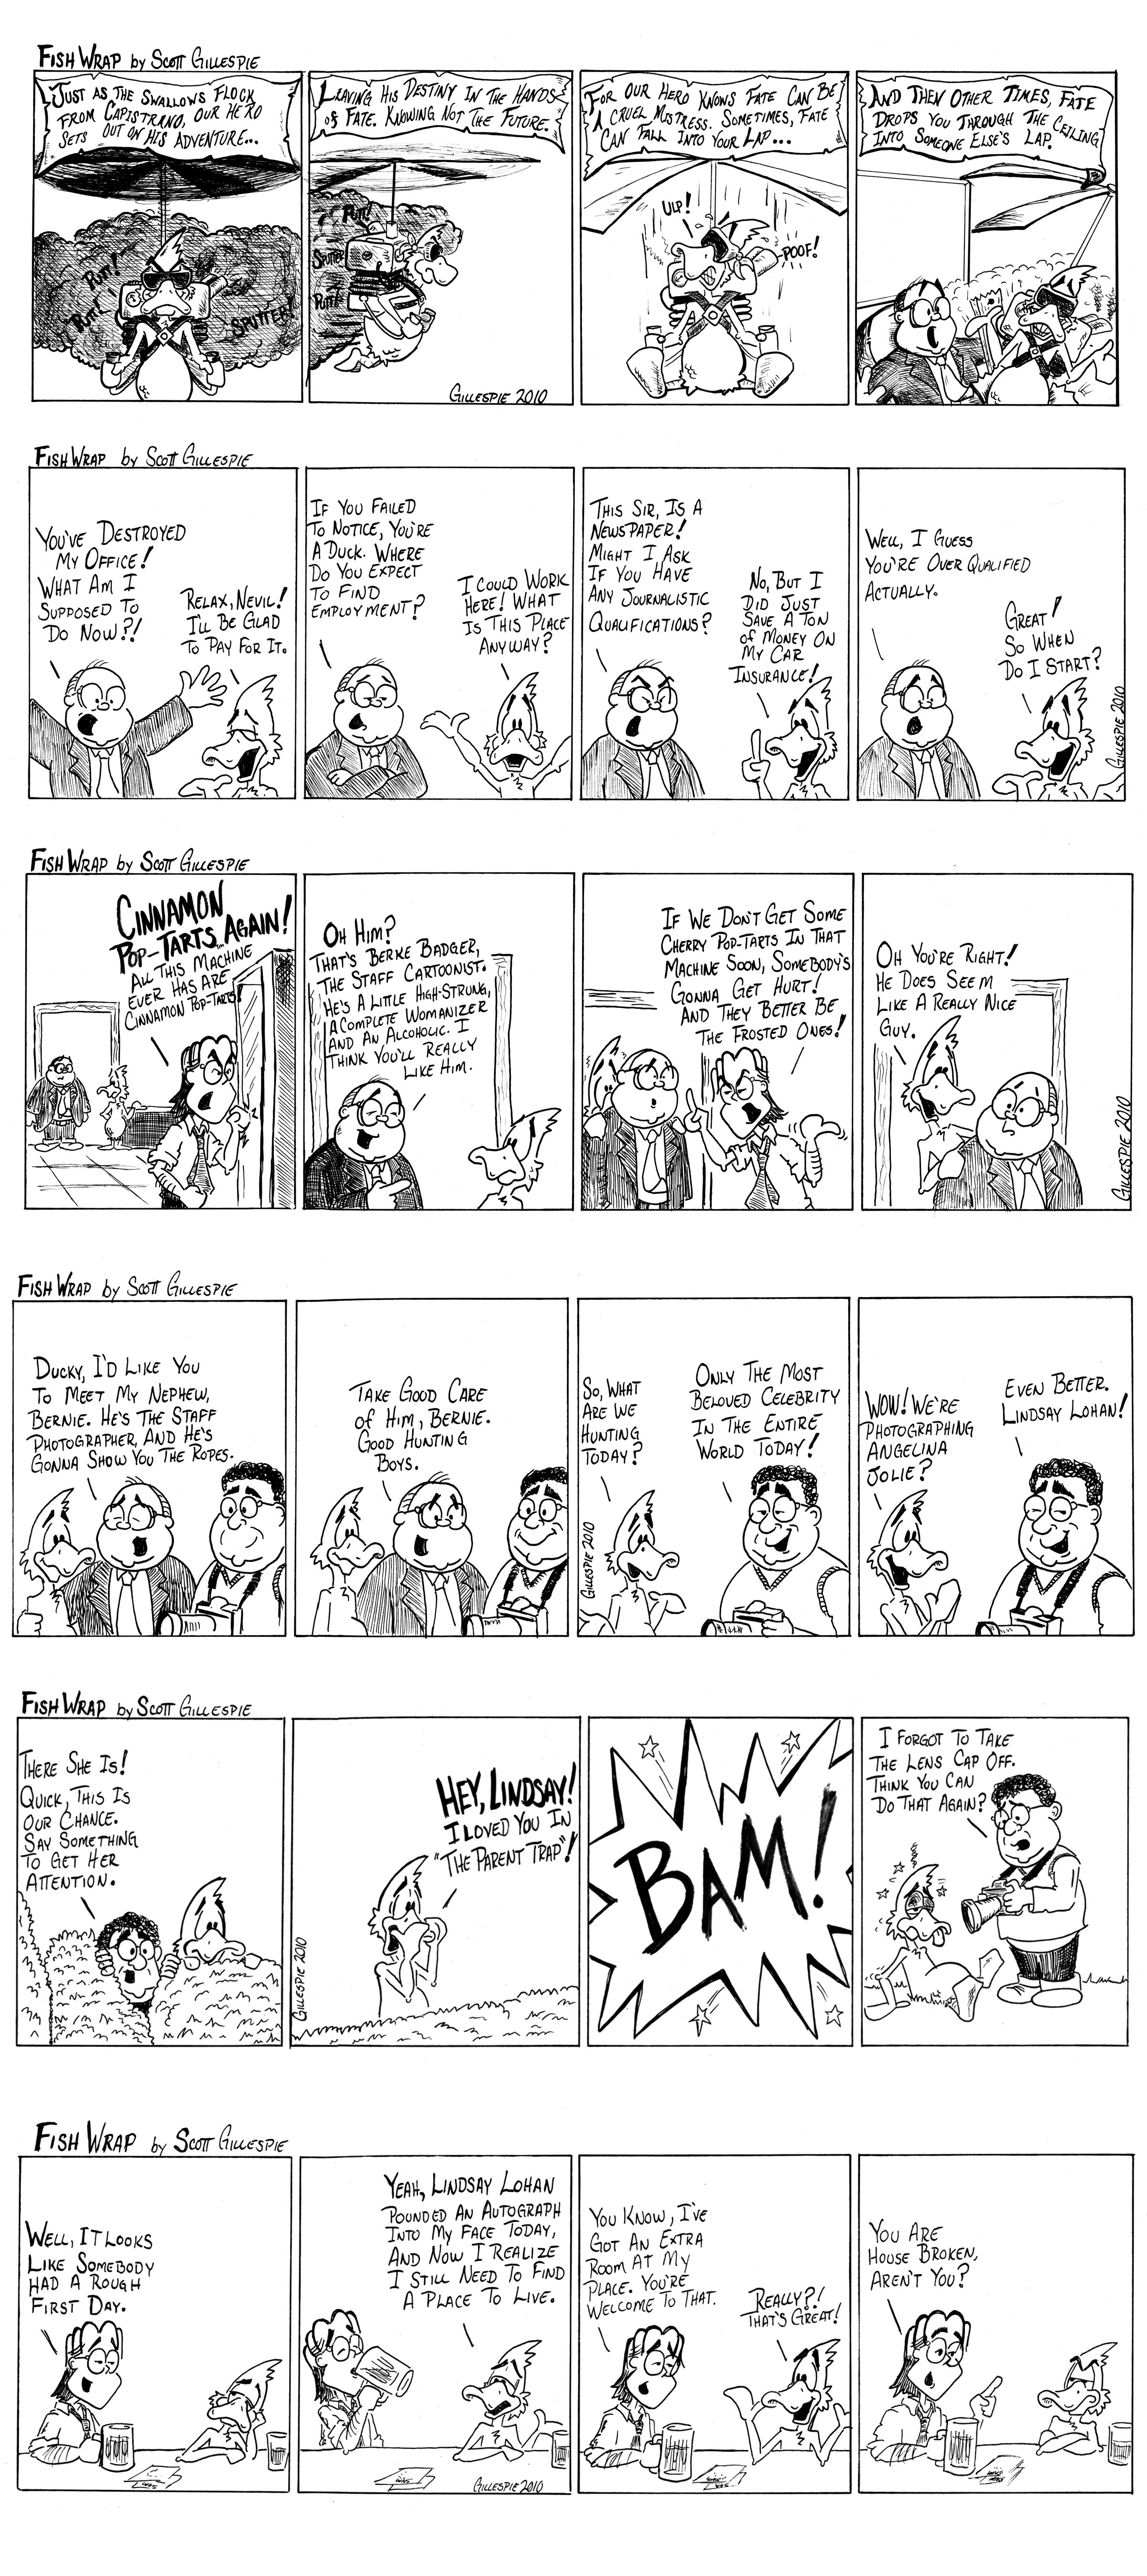 FISH WRAP by SCOTT GILLESPIE
JUST AS THE SWALLOWS FLOCK
FROM CAPISTRANO, OUR HERO
SETS OUT ON HIS ADVENTURE...
PUTT!
PUTT!
SPUTTER!
LEAVING HIS DESTINY IN THE HANDS
of FATE. KNOWING NOT THE FUTURE.
PUTT!
SPUTTER
PUTT!
GILLESPIE 2010
FOR OUR HERO KNOWS FATE CAN BE
A CRUEL MISTRESS. SOMETIMES, FATE
CAN FALL INTO YOUR LAP...
ULP!
POOF!
AND THEN OTHER TIMES, FATE
DROPS YOU THROUGH THE CEILING
INTO SOMEONE ELSE'S LAP.
FISH WRAP by SCOTT GILLESPIE
YOU'VE DESTROYED
MY OFFICE!
WHAT AM I
SUPPOSED TO
DO NOW?!
RELAX, NEVIL!
I'LL BE GLAD
TO PAY FOR IT.
IF YOU FAILED
TO NOTICE, YOU'RE
A DUCK. WHERE
DO YOU EXPECT
TO FIND
EMPLOYMENT?
I COULD WORK
HERE! WHAT
IS THIS PLACE
ANYWAY?
THIS SIR, IS A
NEWSPAPER!
MIGHT I ASK
IF YOU HAVE
ANY JOURNALISTIC
QUALIFICATIONS?
NO, BUT I
DID JUST
SAVE A TON
of MONEY ON
MY CAR
INSURANCE!
WELL, I GUESS
YOU'RE OVER QUALIFIED
ACTUALLY.
GREAT!
SO WHEN
DO I START?
GILLESPIE 2010
FISH WRAP by SCOTT GILLESPIE
CINNAMON
POP-TARTS AGAIN!
ALL THIS MACHINE
EVER HAS ARE
CINNAMON POP-TARTS!
OH HIM?
THAT'S BERKE BADGER,
THE STAFF CARTOONIST.
HE'S A LITTLE HIGH-STRUNG,
A COMPLETE WOMANIZER
AND AN ALCOHOLIC. I
THINK YOU'LL REALLY
LIKE HIM.
IF WE DON'T GET SOME
CHERRY POP-TARTS IN THAT
MACHINE SOON, SOMEBODY'S
GONNA GET HURT!
AND THEY BETTER BE
THE FROSTED ONES!
OH YOU'RE RIGHT!
HE DOES SEEM
LIKE A REALLY NICE
GUY.
GILLESPIE 2010
FISH WRAP by SCOTT GILLESPIE
DUCKY, I'D LIKE YOU
TO MEET MY NEPHEW,
BERNIE. HE'S THE STAFF
PHOTOGRAPHER, AND HE'S
GONNA SHOW YOU THE ROPES.
TAKE GOOD CARE
of HIM, BERNIE.
GOOD HUNTING
BOYS.
SO, WHAT
ARE WE
HUNTING
TODAY?
ONLY THE MOST
BELOVED CELEBRITY
IN THE ENTIRE
WORLD TODAY!
GILLESPIE 2010
WOW! WE'RE
PHOTOGRAPHING
ANGELINA
JOLIE?
EVEN BETTER.
LINDSAY LOHAN!
FISH WRAP by SCOTT GILLESPIE
THERE SHE IS!
QUICK, THIS IS
OUR CHANCE.
SAY SOMETHING
TO GET HER
ATTENTION.
HEY, LINDSAY!
I LOVED YOU IN
"THE PARENT TRAP"!
GILLESPIE 2010
BAM!
I FORGOT TO TAKE
THE LENS CAP OFF.
THINK YOU CAN
DO THAT AGAIN?
FISH WRAP by SCOTT GILLESPIE
WELL, IT LOOKS
LIKE SOMEBODY
HAD A ROUGH
FIRST DAY.
YEAH, LINDSAY LOHAN
POUNDED AN AUTOGRAPH
INTO MY FACE TODAY,
AND NOW I REALIZE
I STILL NEED TO FIND
A PLACE TO LIVE.
GILLESPIE 2010
YOU KNOW, I'VE
GOT AN EXTRA
ROOM AT MY
PLACE. YOU'RE
WELCOME TO THAT.
REALLY?!
THAT'S GREAT!
YOU ARE
HOUSE BROKEN,
AREN'T YOU?